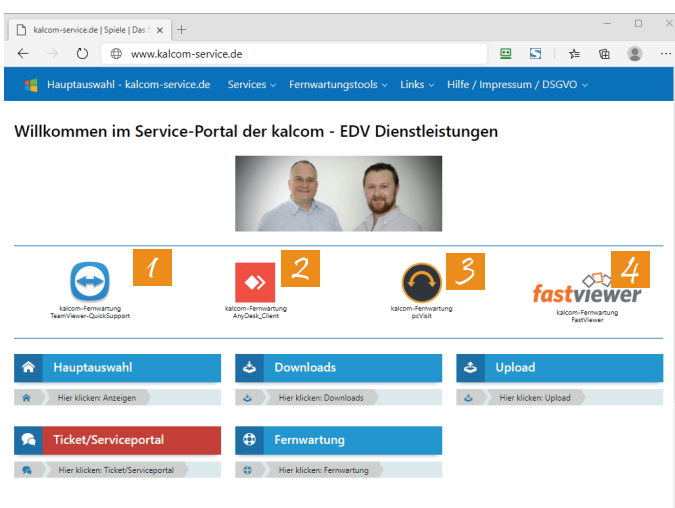 kalcom-service.de | Spiele | Das S
www.kalcom-service.de
Hauptauswahl - kalcom-service.de Services Fernwartungstools Links Hilfe / Impressum / DSGVO
Willkommen im Service-Portal der kalcom - EDV Dienstleistungen
1
2
3
4
fastviewer
kalcom-Fernwartung
TeamViewer-QuickSupport
kalcom-Fernwartung
AnyDesk_Client
kalcom-Fernwartung
pcVisit
kalcom-Fernwartung
FastViewer
Hauptauswahl
Hier klicken: Anzeigen
Downloads
Hier klicken: Downloads
Upload
Hier klicken: Upload
Ticket/Serviceportal
Hier klicken: Ticket/Serviceportal
Fernwartung
Hier klicken: Fernwartung